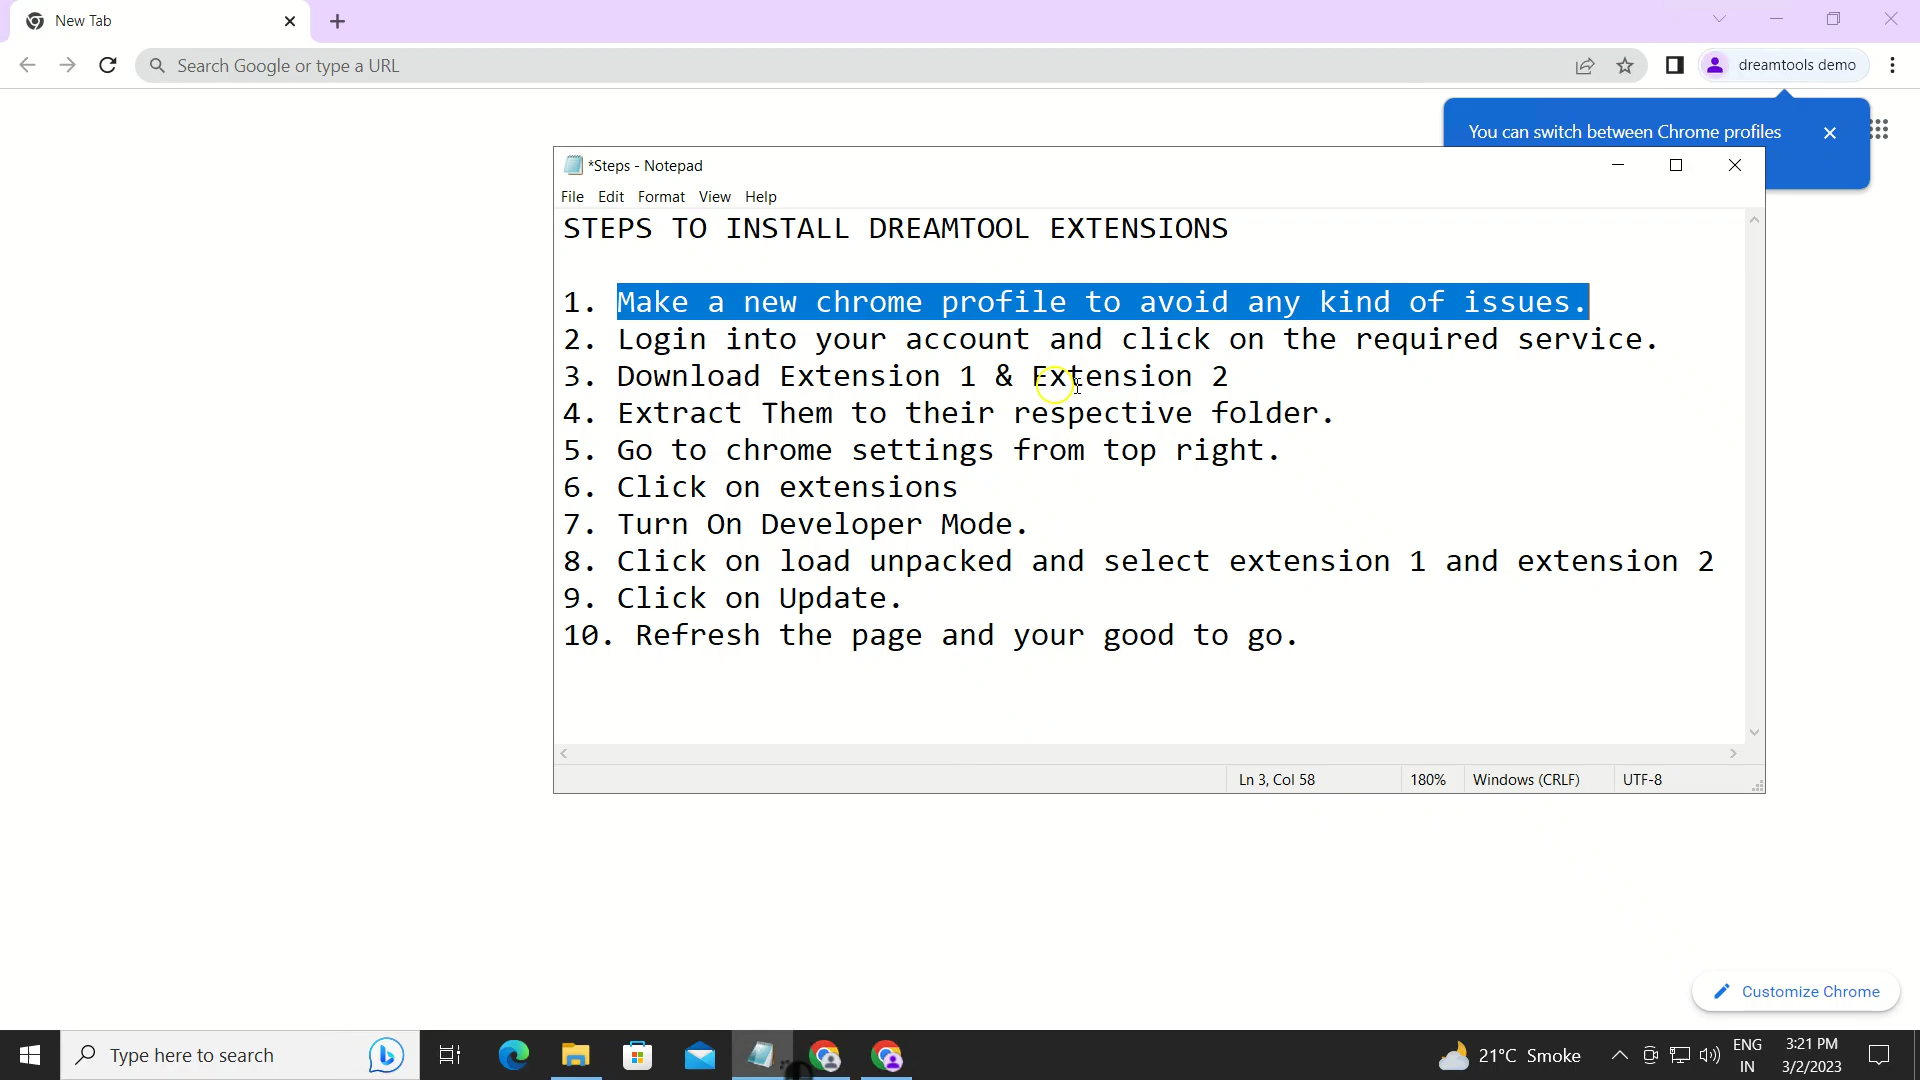 New Tab
Search Google or type a URL
dreamtools demo
You can switch between Chrome profiles
*Steps - Notepad
File Edit Format View Help
STEPS TO INSTALL DREAMTOOL EXTENSIONS
1. Make a new chrome profile to avoid any kind of issues.
2. Login into your account and click on the required service.
3. Download Extension 1 & Extension 2
4. Extract Them to their respective folder.
5. Go to chrome settings from top right.
6. Click on extensions
7. Turn On Developer Mode.
8. Click on load unpacked and select extension 1 and extension 2
9. Click on Update.
10. Refresh the page and your good to go.
Ln 3, Col 58 180% Windows (CRLF) UTF-8
Customize Chrome
Type here to search
21°C Smoke
ENG
IN
3:21 PM
3/2/2023